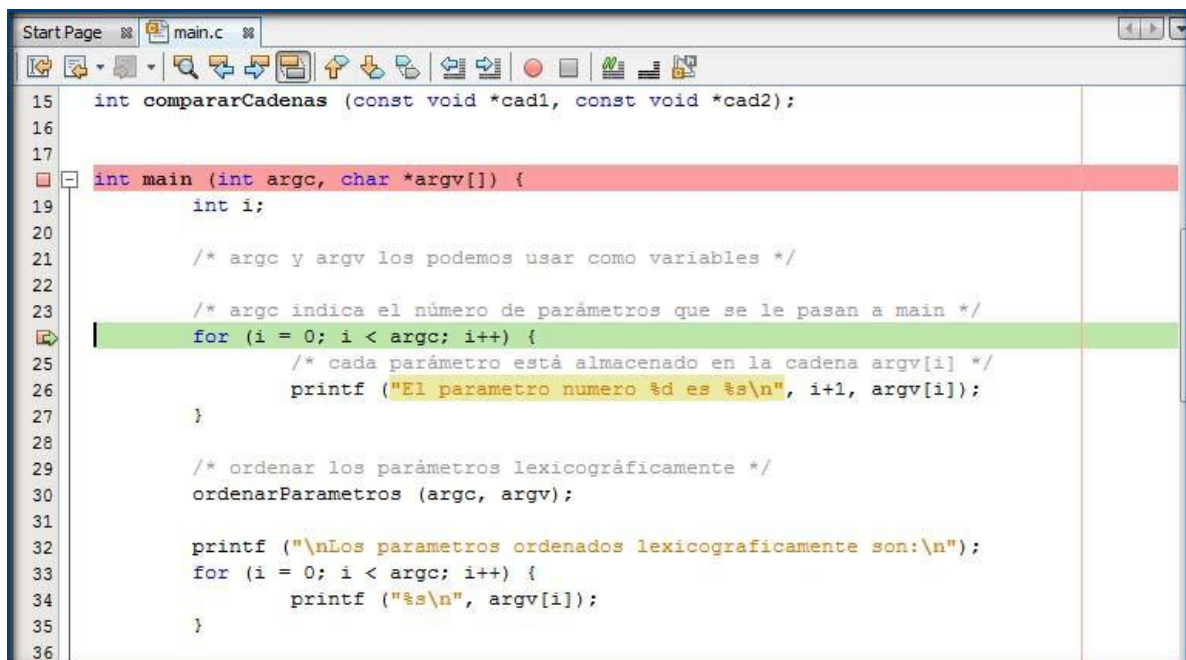 Start Page main.c
15 int compararCadenas (const void *cad1, const void *cad2);
16
17
int main (int argc, char *argv[]) {
19 int i;
20
21 /* argc y argv los podemos usar como variables */
22
23 /* argc indica el número de parámetros que se le pasan a main */
for (i = 0; i < argc; i++) {
25 /* cada parámetro está almacenado en la cadena argv[i] */
26 printf ("El parametro numero %d es %s\n", i+1, argv[i]);
27 }
28
29 /* ordenar los parámetros lexicográficamente */
30 ordenarParametros (argc, argv);
31
32 printf ("\nLos parametros ordenados lexicograficamente son:\n");
33 for (i = 0; i < argc; i++) {
34 printf ("%s\n", argv[i]);
35 }
36